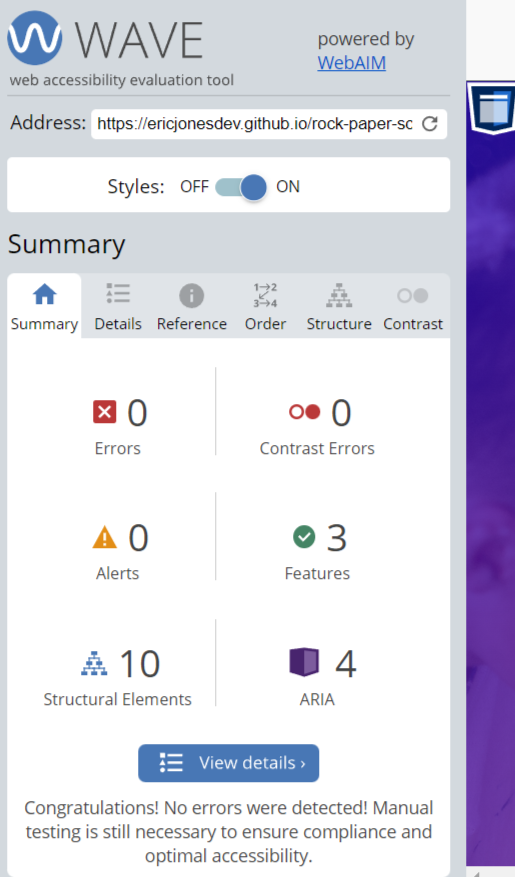 WAVE
powered by
WebAIM
web accessibility evaluation tool
Address: https://ericjonesdev.github.io/rock-paper-sc
Styles: OFF ON
Summary
Summary Details Reference Order Structure Contrast
0 0
Errors Contrast Errors
0 3
Alerts Features
10 4
Structural Elements ARIA
View details ›
Congratulations! No errors were detected! Manual
testing is still necessary to ensure compliance and
optimal accessibility.